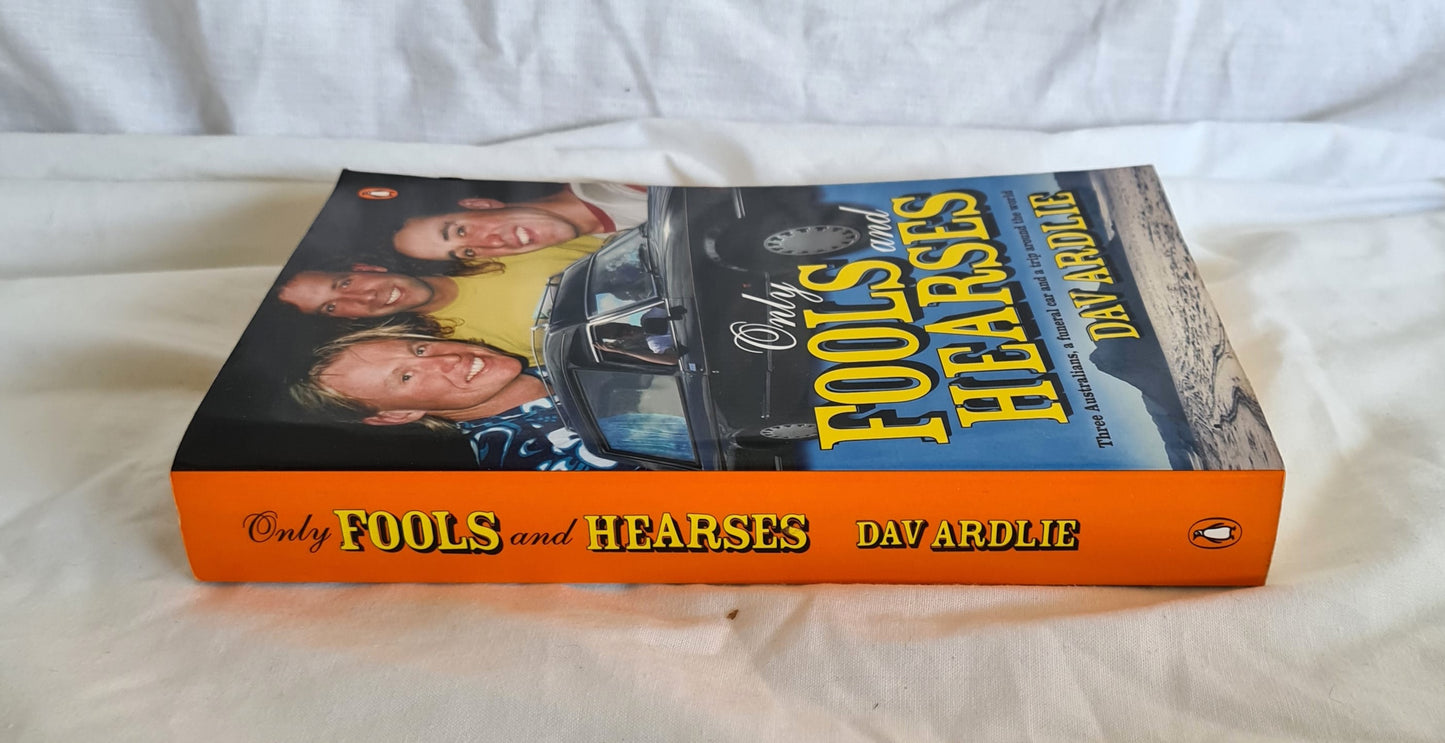 Only
FOOLS and
HEARSES
Three Australians, a funeral car and a trip around the world
DAV ARDLIE
Only FOOLS and HEARSES DAV ARDLIE